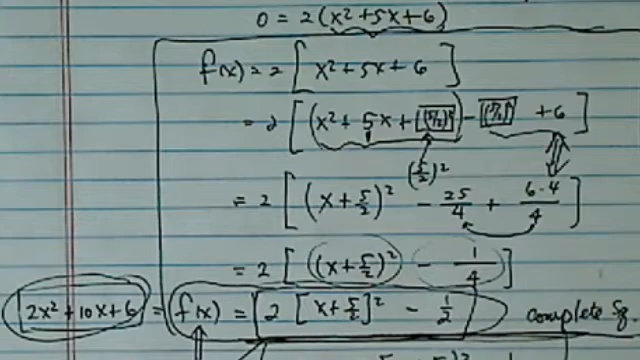 0 = 2(x² + 5x + 6)
f(x) = 2[x² + 5x + 6]
= 2[(x² + 5x + (5/2)²) - (5/2)² + 6]
(5/2)²
= 2[(x + 5/2)² - 25/4 + 6·4/4]
= 2[(x + 5/2)² - 1/4]
2x² + 10x + 6 = f(x) = 2[x + 5/2]² - 1/2 complete Sq.